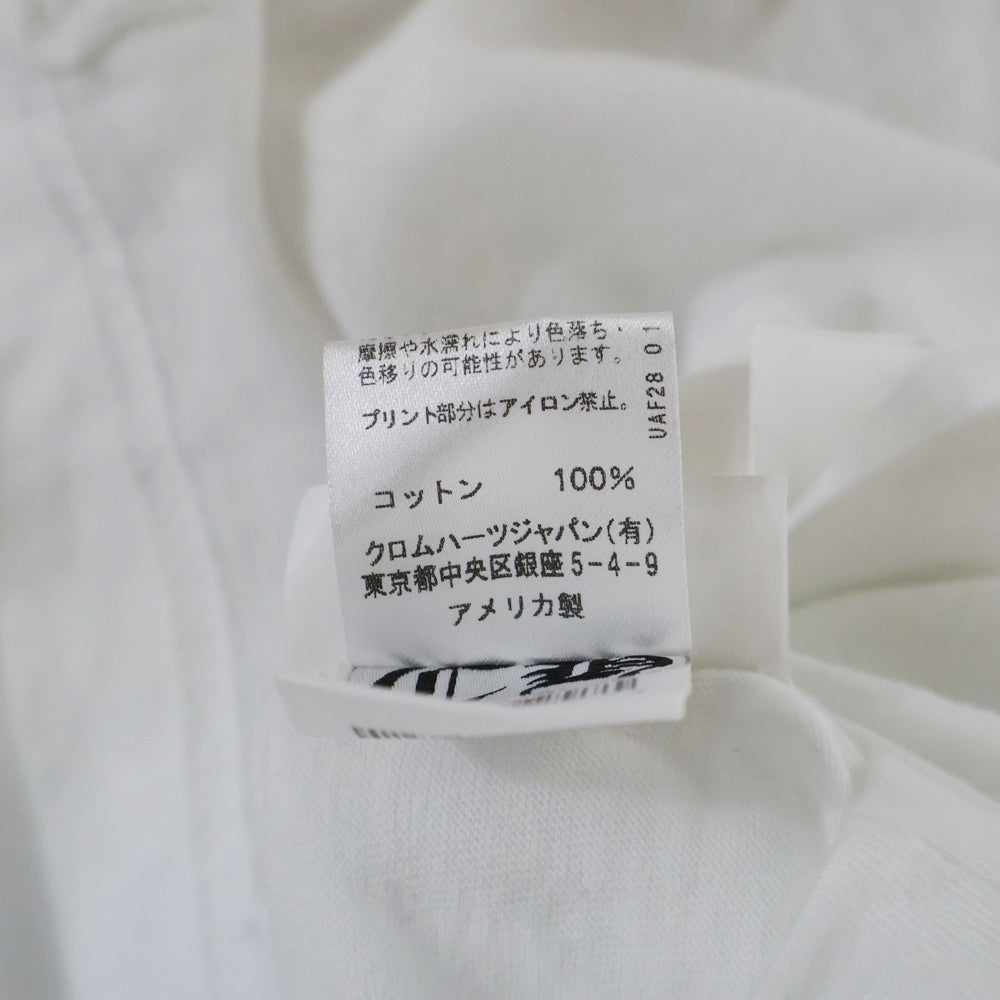 摩擦や水濡れにより色落ち・
色移りの可能性があります。
プリント部分はアイロン禁止。
UAF28 01
コットン 100%
クロムハーツジャパン(有)
東京都中央区銀座5-4-9
アメリカ製